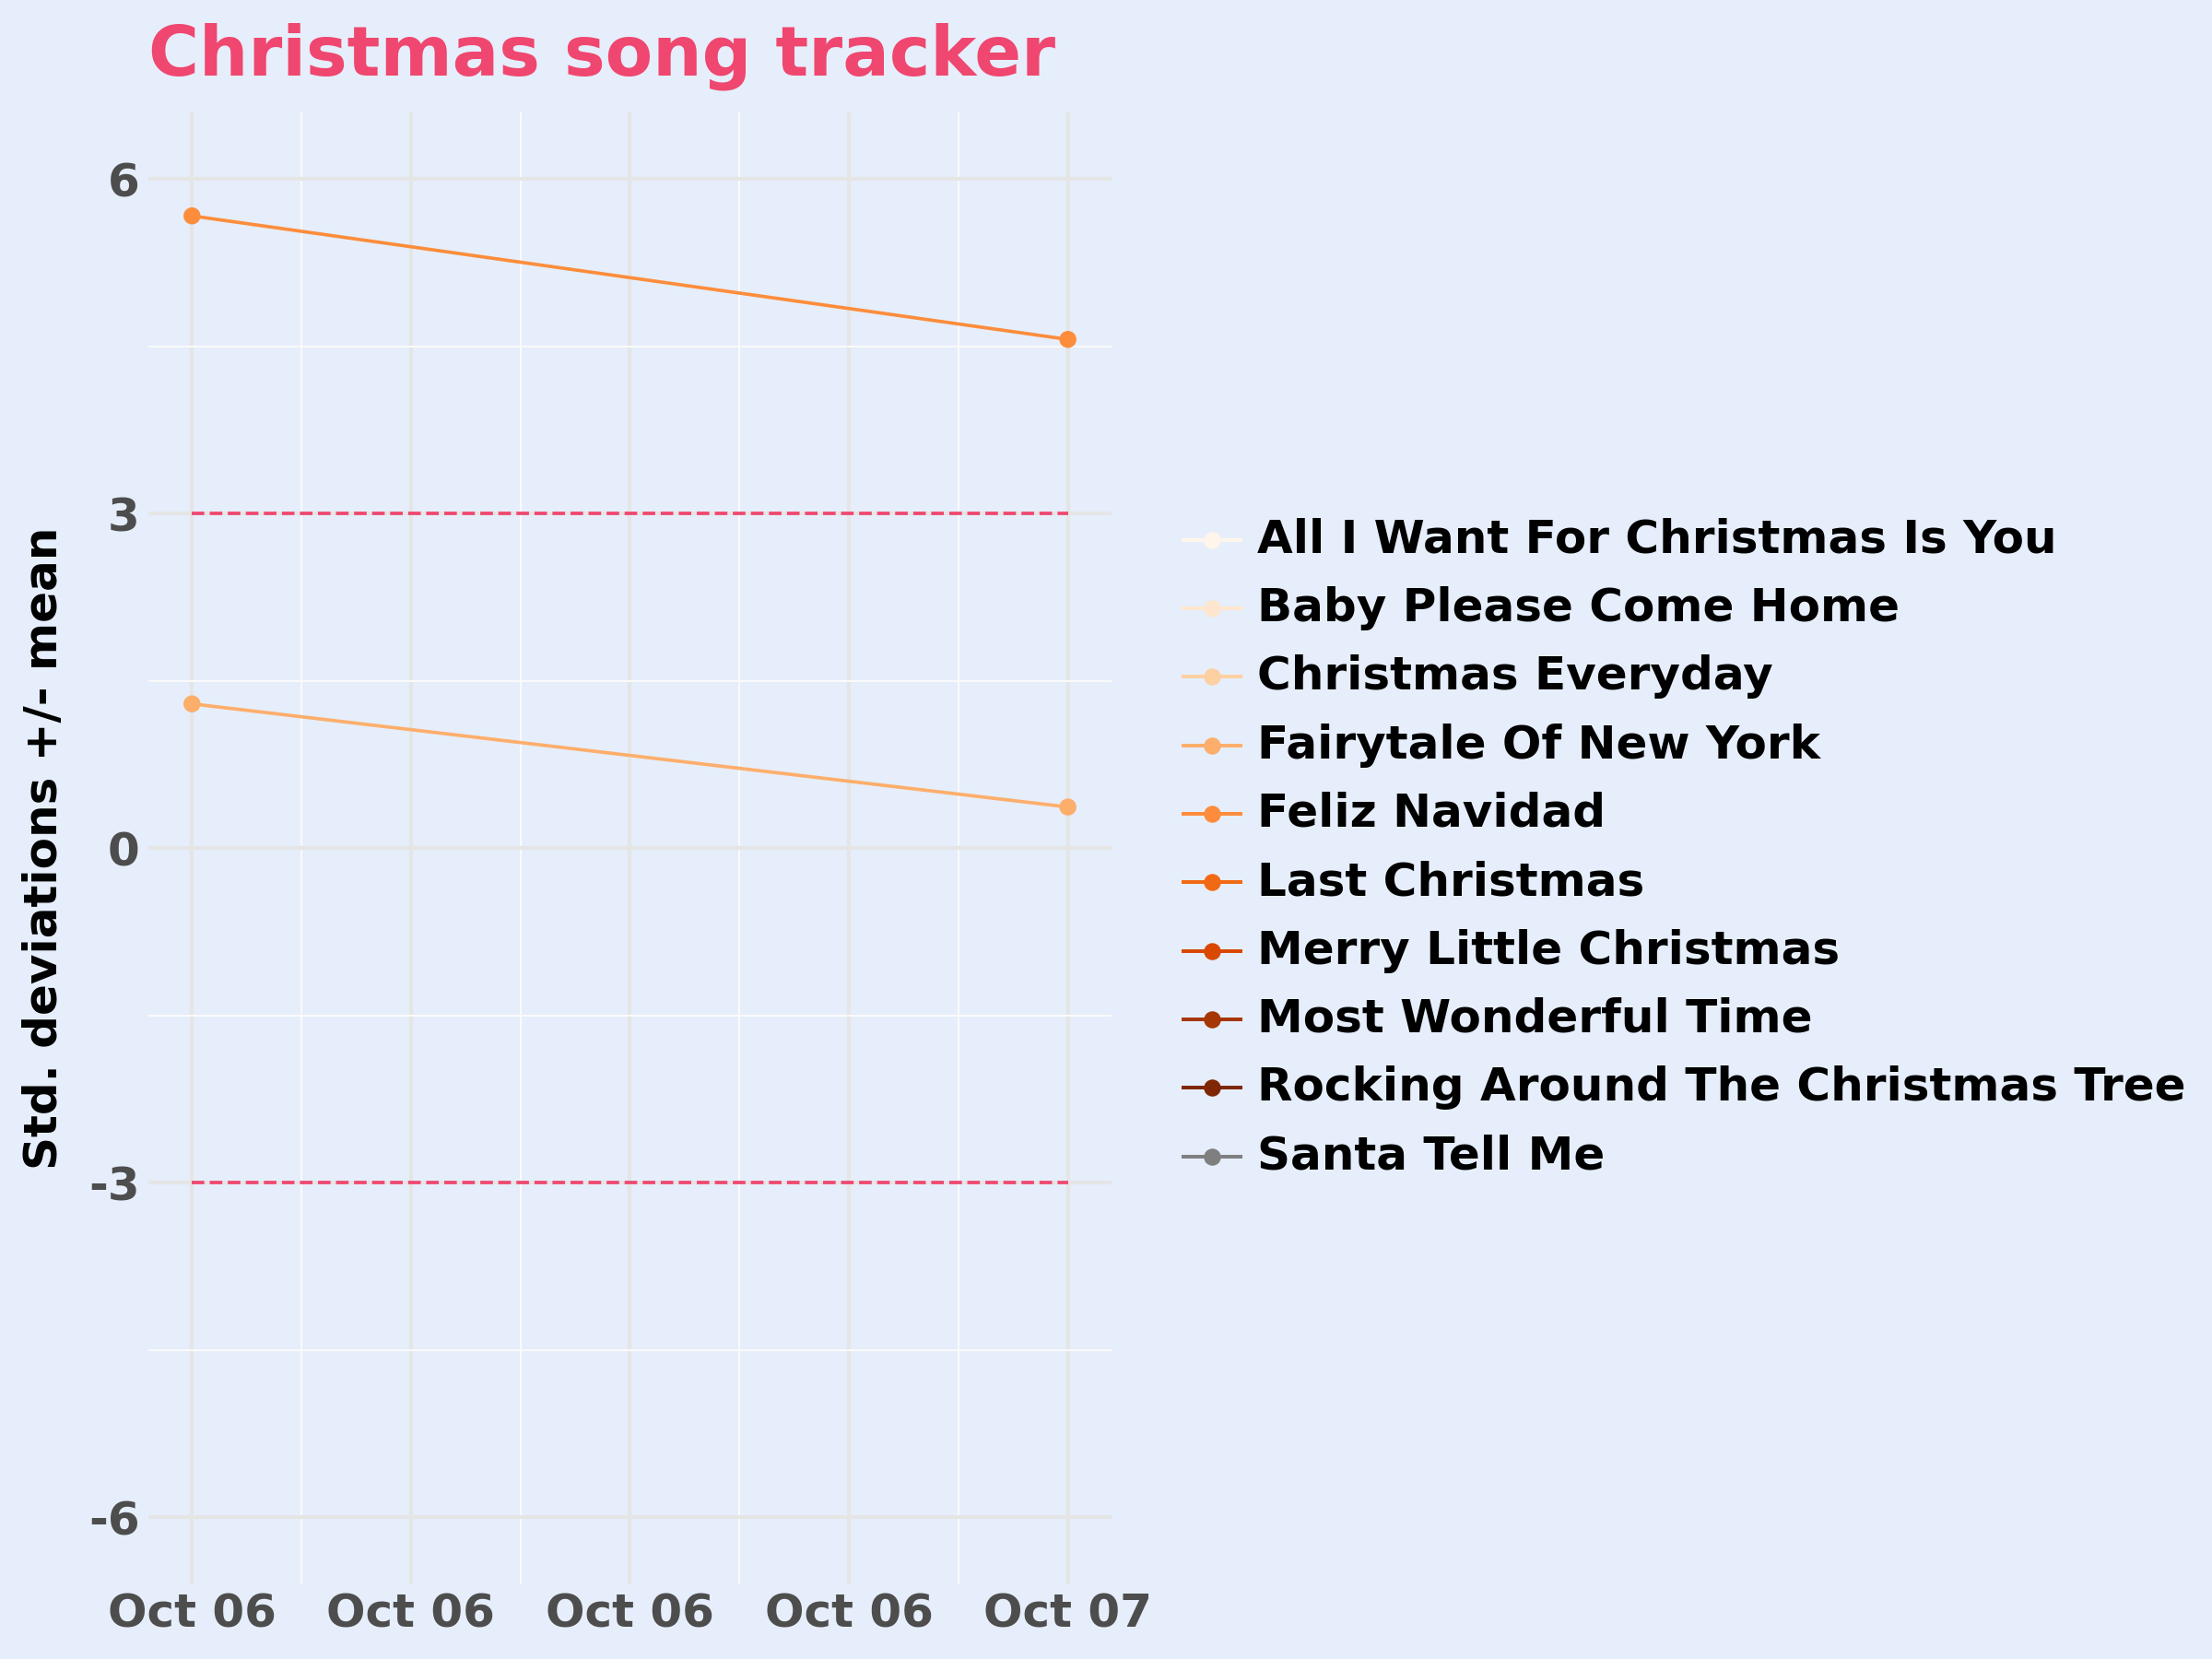 Christmas song tracker
Std. deviations +/- mean
6
3
0
-3
-6
Oct 06
Oct 06
Oct 06
Oct 06
Oct 07
All I Want For Christmas Is You
Baby Please Come Home
Christmas Everyday
Fairytale Of New York
Feliz Navidad
Last Christmas
Merry Little Christmas
Most Wonderful Time
Rocking Around The Christmas Tree
Santa Tell Me